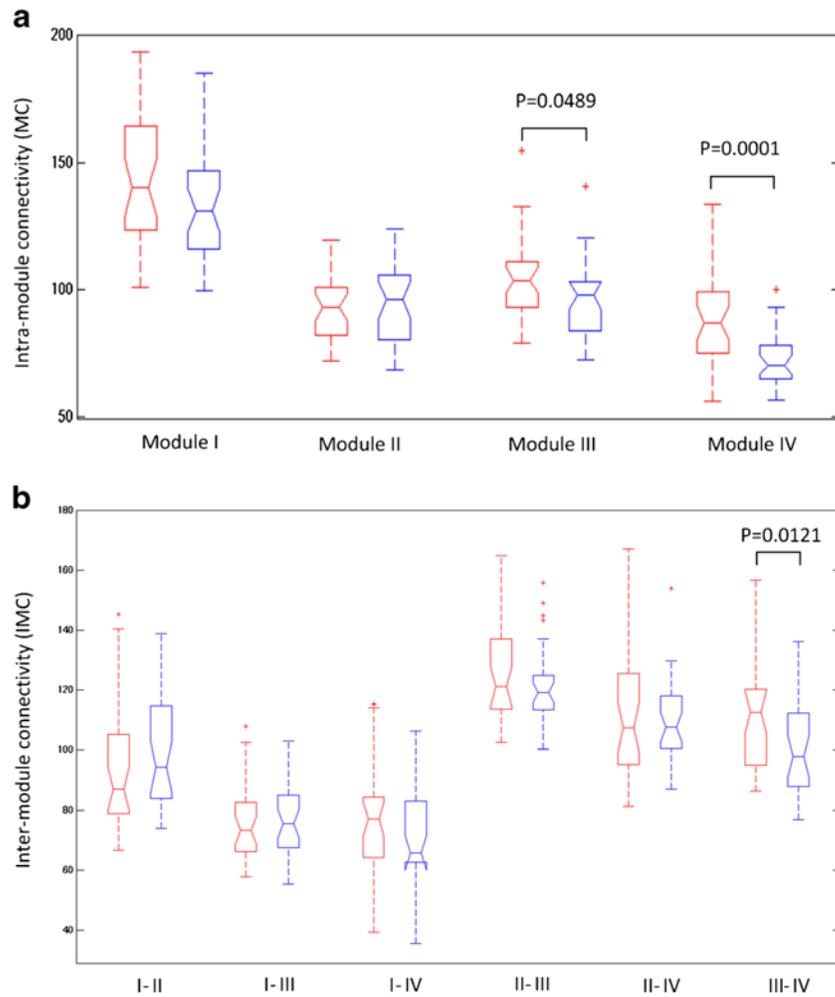 a
Intra-module connectivity (MC)
200
150
100
50
P=0.0489
P=0.0001
Module I
Module II
Module III
Module IV
b
Inter-module connectivity (IMC)
180
160
140
120
100
80
60
40
P=0.0121
I-II
I-III
I-IV
II-III
II-IV
III-IV